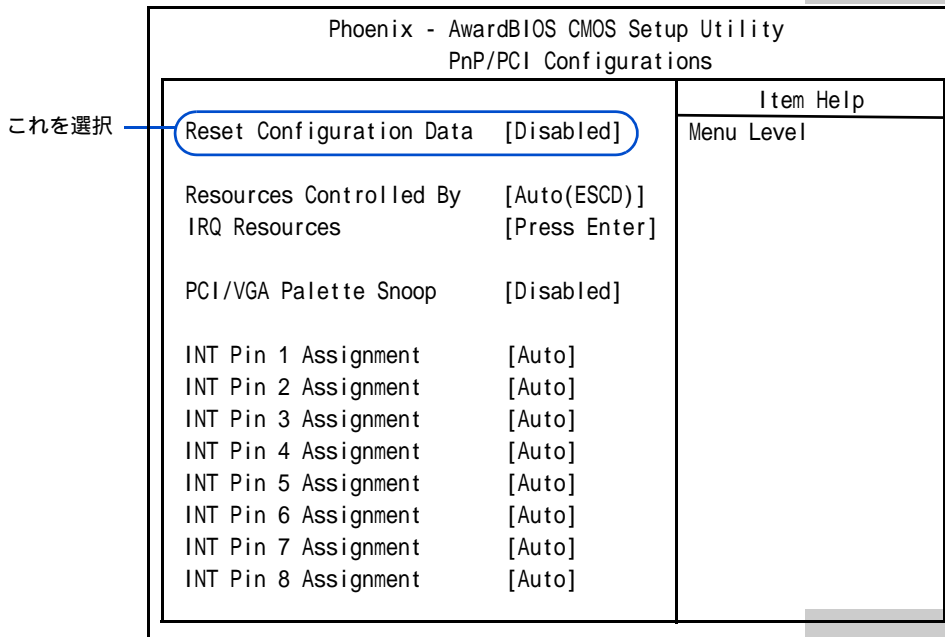 Phoenix - AwardBIOS CMOS Setup Utility
PnP/PCI Configurations
Item Help
これを選択
Reset Configuration Data [Disabled]
Menu Level
Resources Controlled By [Auto(ESCD)]
IRQ Resources [Press Enter]
PCI/VGA Palette Snoop [Disabled]
INT Pin 1 Assignment [Auto]
INT Pin 2 Assignment [Auto]
INT Pin 3 Assignment [Auto]
INT Pin 4 Assignment [Auto]
INT Pin 5 Assignment [Auto]
INT Pin 6 Assignment [Auto]
INT Pin 7 Assignment [Auto]
INT Pin 8 Assignment [Auto]